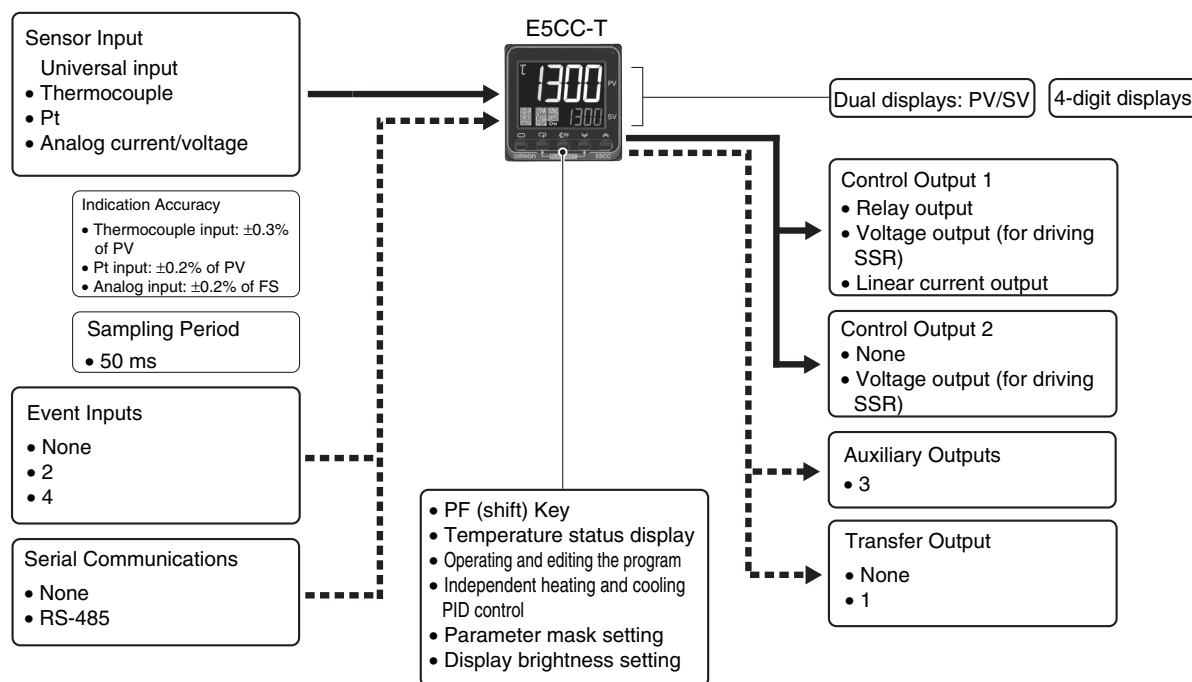 E5CC-T
Sensor Input
Universal input
• Thermocouple
• Pt
• Analog current/voltage
Indication Accuracy
• Thermocouple input: ±0.3%
of PV
• Pt input: ±0.2% of PV
• Analog input: ±0.2% of FS
Sampling Period
• 50 ms
Event Inputs
• None
• 2
• 4
Serial Communications
• None
• RS-485
1300
PV
1300
SV
PF
OMRON
E5CC
• PF (shift) Key
• Temperature status display
• Operating and editing the program
• Independent heating and cooling
PID control
• Parameter mask setting
• Display brightness setting
Dual displays: PV/SV
4-digit displays
Control Output 1
• Relay output
• Voltage output (for driving
SSR)
• Linear current output
Control Output 2
• None
• Voltage output (for driving
SSR)
Auxiliary Outputs
• 3
Transfer Output
• None
• 1